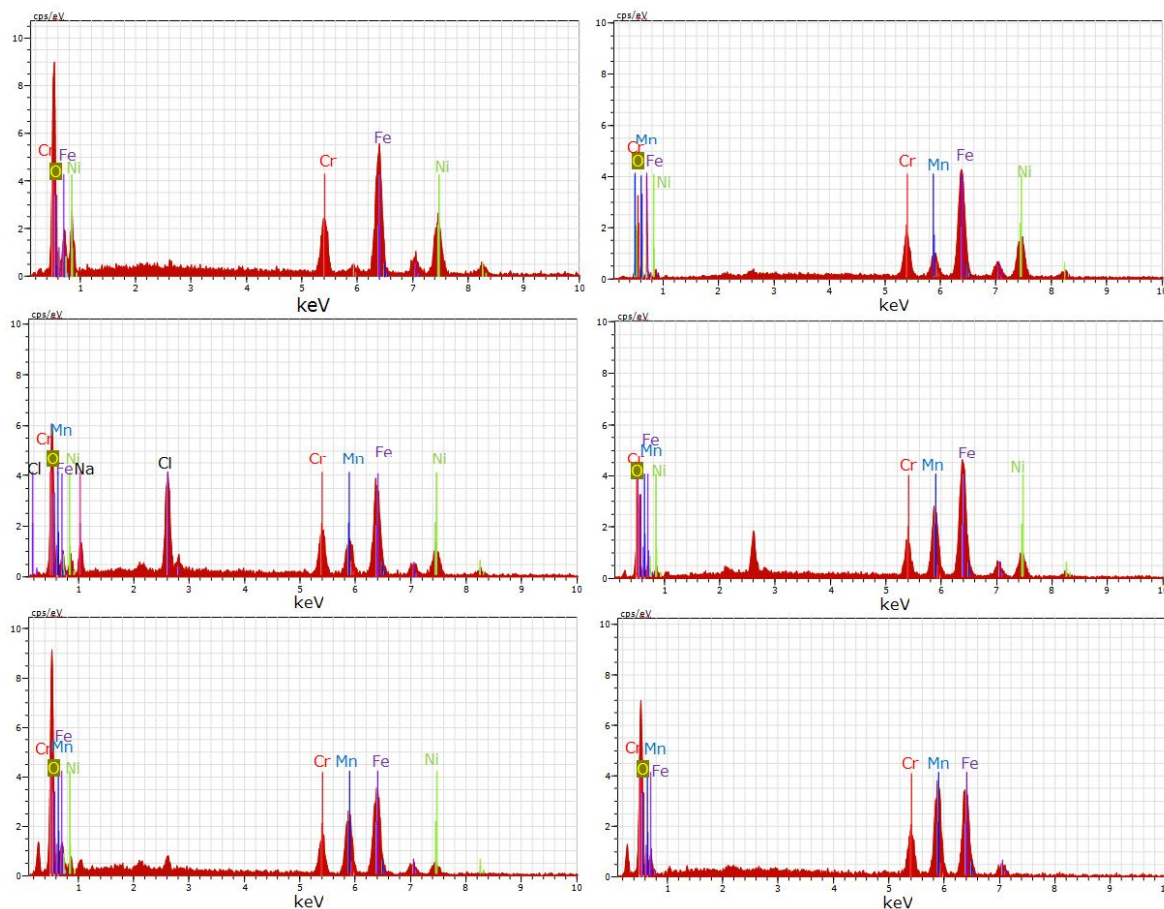 cps/eV
10
8
6
Fe
Cr Fe
Cr
Ni
O Ni
4
2
0
1 2 3 4 5 6 7 8 9 10
keV
cps/eV
10
8
6
Mn
Cr
O Fe
Ni
Cr Mn Fe Ni
4
2
0
1 2 3 4 5 6 7 8 9 10
keV
cps/eV
10
8
6
Cr Mn
O Ni
Cl Fe Na Cl Cr Mn Fe Ni
4
2
0
1 2 3 4 5 6 7 8 9 10
keV
cps/eV
10
8
6
Fe
Mn
Cr
O Ni
Cr Mn Fe Ni
4
2
0
1 2 3 4 5 6 7 8 9 10
keV
cps/eV
10
8
6
Fe
Cr Mn
O Ni
Cr Mn Fe Ni
4
2
0
1 2 3 4 5 6 7 8 9 10
keV
cps/eV
10
8
6
Cr Mn
O Fe
Cr Mn Fe
4
2
0
1 2 3 4 5 6 7 8 9 10
keV